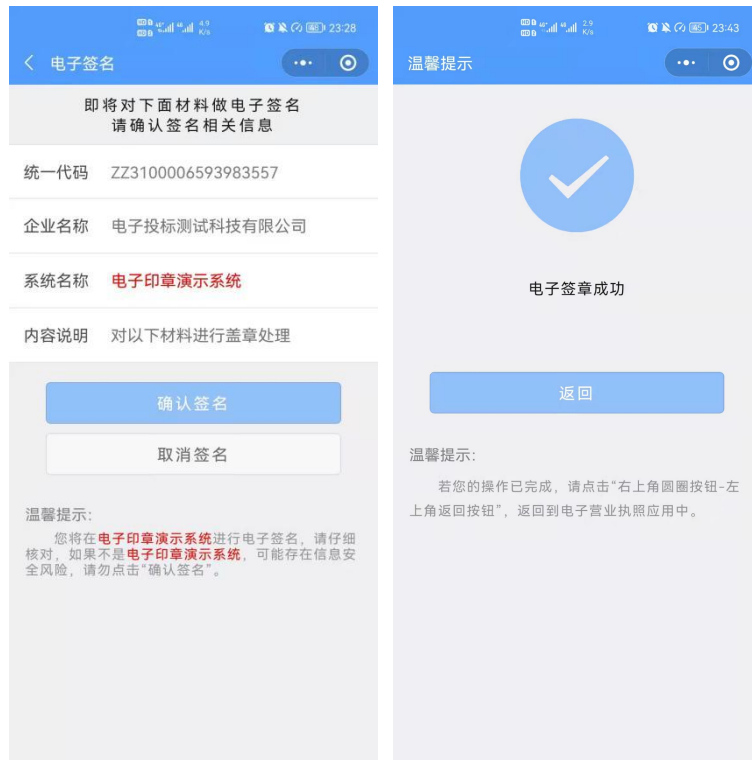 4.9
K/s
46
23:28
电子签名
即将对下面材料做电子签名
请确认签名相关信息
统一代码 ZZ3100006593983557
企业名称 电子投标测试科技有限公司
系统名称 电子印章演示系统
内容说明 对以下材料进行盖章处理
确认签名
取消签名
温馨提示:
您将在电子印章演示系统进行电子签名，请仔细
核对，如果不是电子印章演示系统，可能存在信息安
全风险，请勿点击“确认签名”。
2.9
K/s
45
23:43
温馨提示
电子签章成功
返回
温馨提示:
若您的操作已完成，请点击“右上角圆圈按钮-左
上角返回按钮”，返回到电子营业执照应用中。